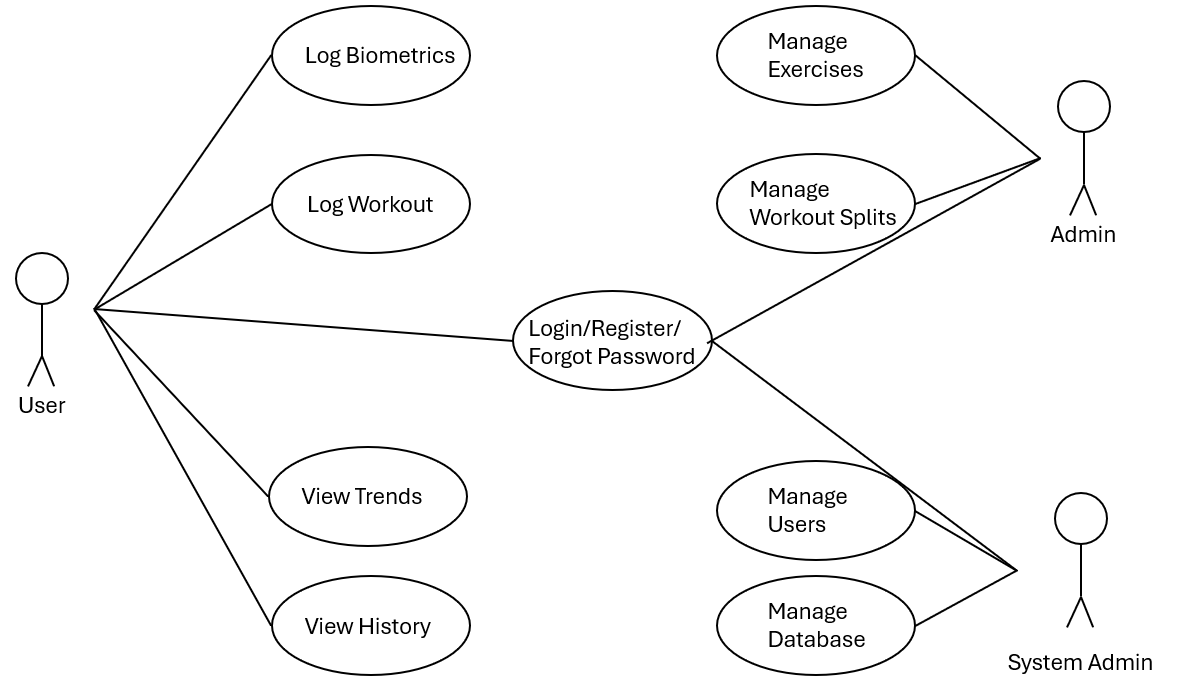 Log Biometrics
Manage
Exercises
Manage
Workout Splits
Log Workout
Admin
Login/Register/
Forgot Password
User
View Trends
Manage
Users
Manage
Database
View History
System Admin